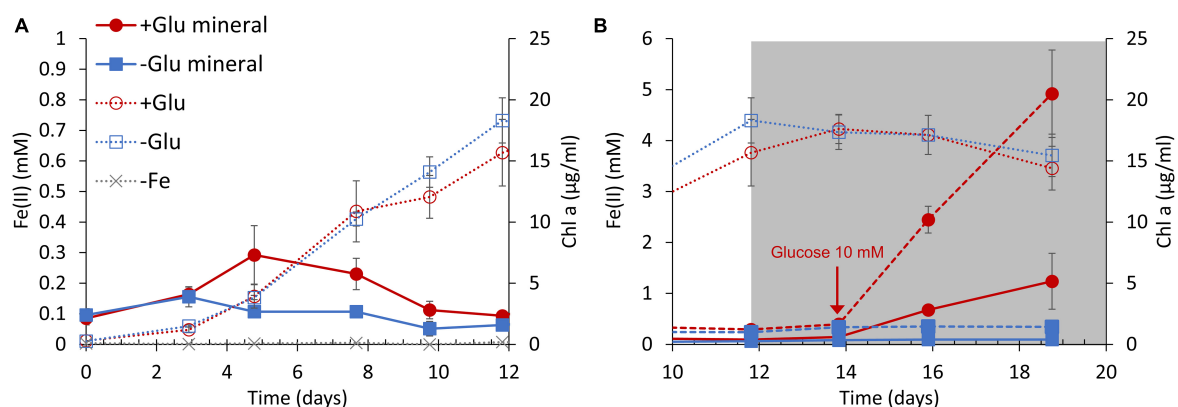 A
+Glu mineral
-Glu mineral
+Glu
-Glu
-Fe
Fe(II) (mM)
1
0.9
0.8
0.7
0.6
0.5
0.4
0.3
0.2
0.1
0
0 2 4 6 8 10 12
Time (days)
25
20
15
10
5
0
Chl a (µg/ml)
B
Fe(II) (mM)
6
5
4
3
2
1
0
Glucose 10 mM
10 12 14 16 18 20
Time (days)
25
20
15
10
5
0
Chl a (µg/ml)